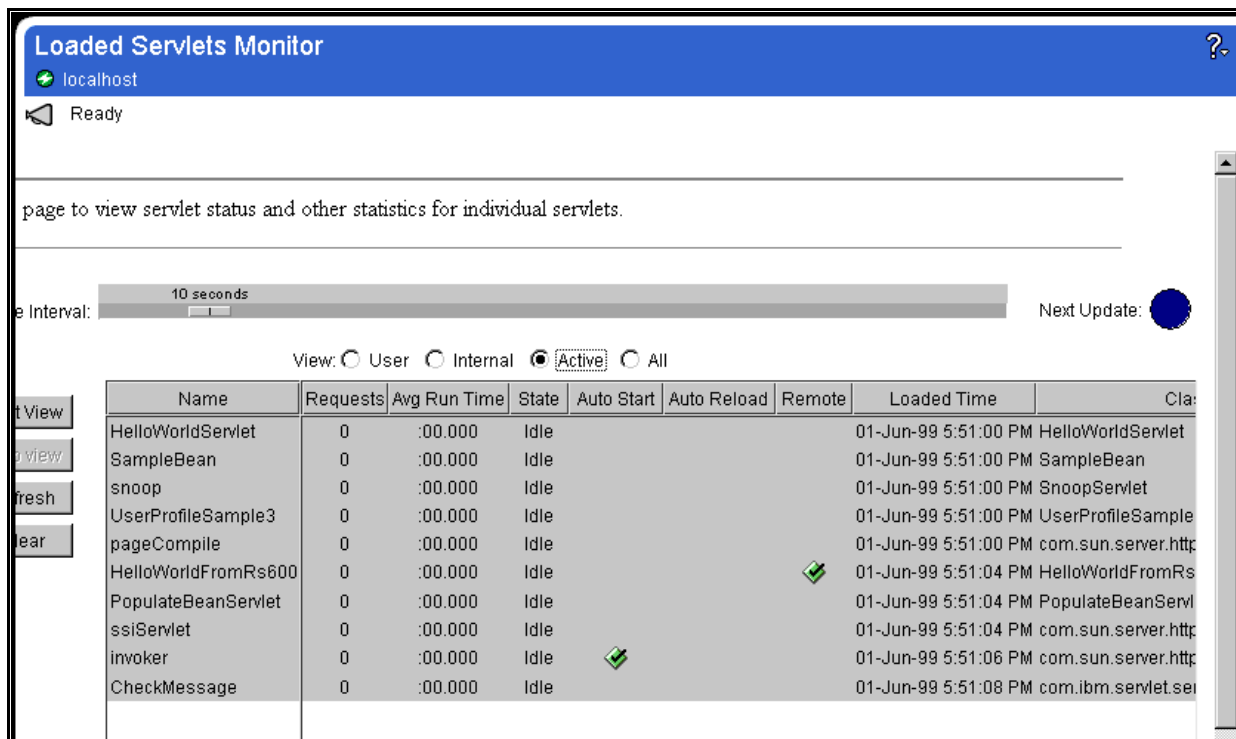 Loaded Servlets Monitor
localhost
Ready
page to view servlet status and other statistics for individual servlets.
10 seconds
e Interval:
Next Update:
View: User Internal Active All
t View
o view
fresh
lear
Name Requests Avg Run Time State Auto Start Auto Reload Remote Loaded Time Clas
HelloWorldServlet 0 :00.000 Idle 01-Jun-99 5:51:00 PM HelloWorldServlet
SampleBean 0 :00.000 Idle 01-Jun-99 5:51:00 PM SampleBean
snoop 0 :00.000 Idle 01-Jun-99 5:51:00 PM SnoopServlet
UserProfileSample3 0 :00.000 Idle 01-Jun-99 5:51:00 PM UserProfileSample
pageCompile 0 :00.000 Idle 01-Jun-99 5:51:00 PM com.sun.server.http
HelloWorldFromRs600 0 :00.000 Idle 01-Jun-99 5:51:04 PM HelloWorldFromRs
PopulateBeanServlet 0 :00.000 Idle 01-Jun-99 5:51:04 PM PopulateBeanServl
ssiServlet 0 :00.000 Idle 01-Jun-99 5:51:04 PM com.sun.server.http
invoker 0 :00.000 Idle 01-Jun-99 5:51:06 PM com.sun.server.http
CheckMessage 0 :00.000 Idle 01-Jun-99 5:51:08 PM com.ibm.servlet.ser